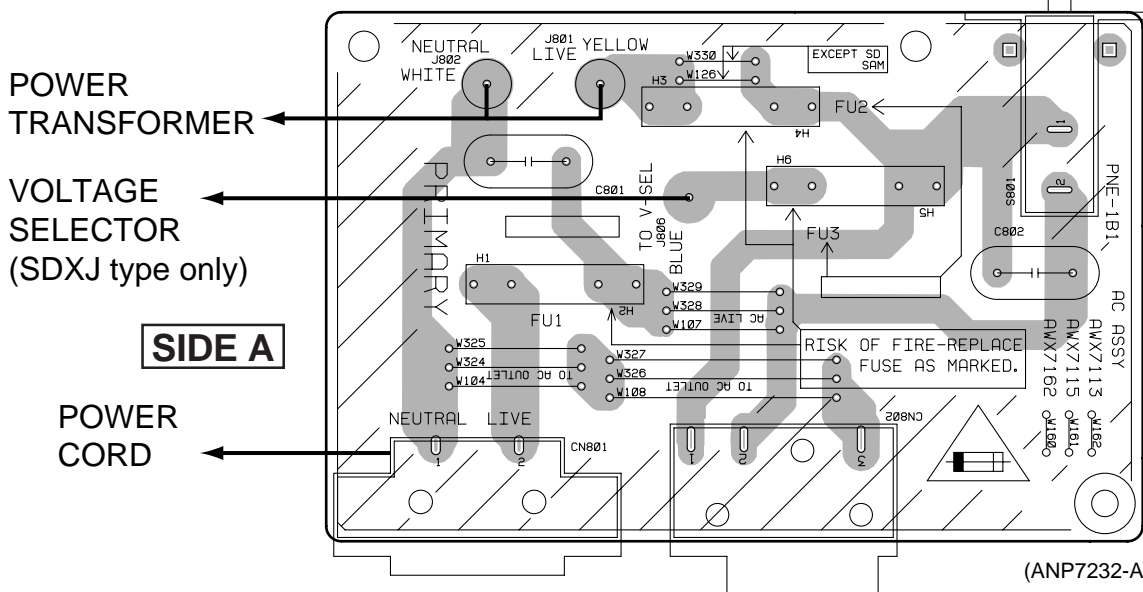 POWER
TRANSFORMER
VOLTAGE
SELECTOR
(SDXJ type only)
SIDE A
POWER
CORD
NEUTRAL
J802
WHITE
J801 YELLOW
LIVE
W330
W126
EXCEPT SD
SAM
H3
FU2
H4
H6
H5
C801
TO V-SEL
J806
BLUE
PRIMARY
FU3
S801
1
2
PNE-1B1
C802
H1
H2
FU1
W329
W328
AC LIVE
W107
W325
W324
TO AC OUTLET
W104
W327
W326
TO AC OUTLET
W108
RISK OF FIRE-REPLACE
FUSE AS MARKED.
AC ASSY
AWX7113
AWX7115
AWX7162
W160
W161
W162
NEUTRAL LIVE
1
2
CN801
CN802
1
2
3
(ANP7232-A